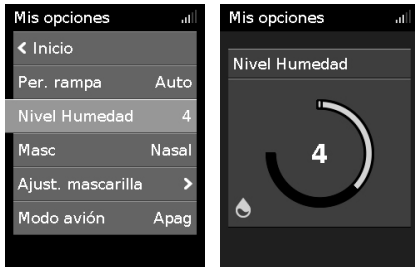 Mis opciones
Inicio
Per. rampa Auto
Nivel Humedad 4
Masc Nasal
Ajust. mascarilla
Modo avión Apag
Mis opciones
Nivel Humedad
4